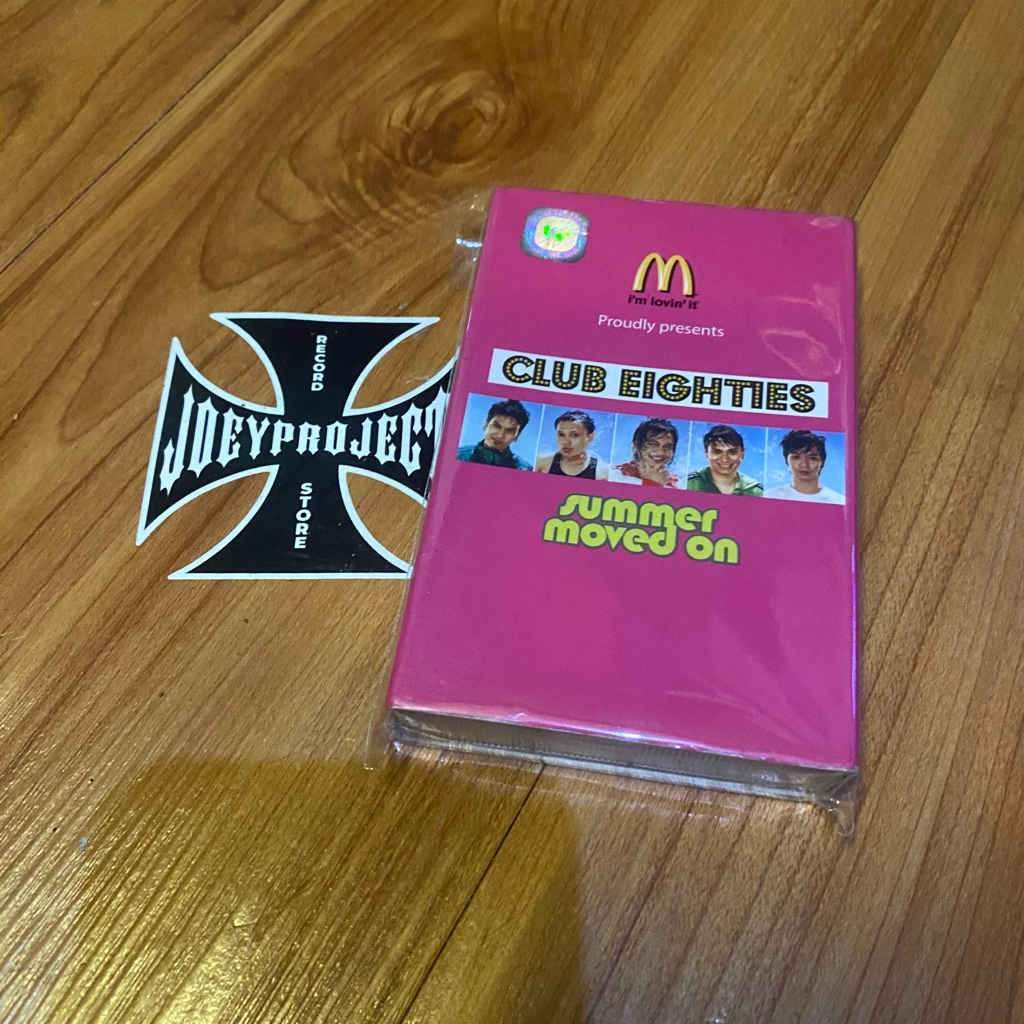 RECORD
JOEYPROJECT
STORE
i'm lovin' it
Proudly presents
CLUB EIGHTIES
summer
moved on